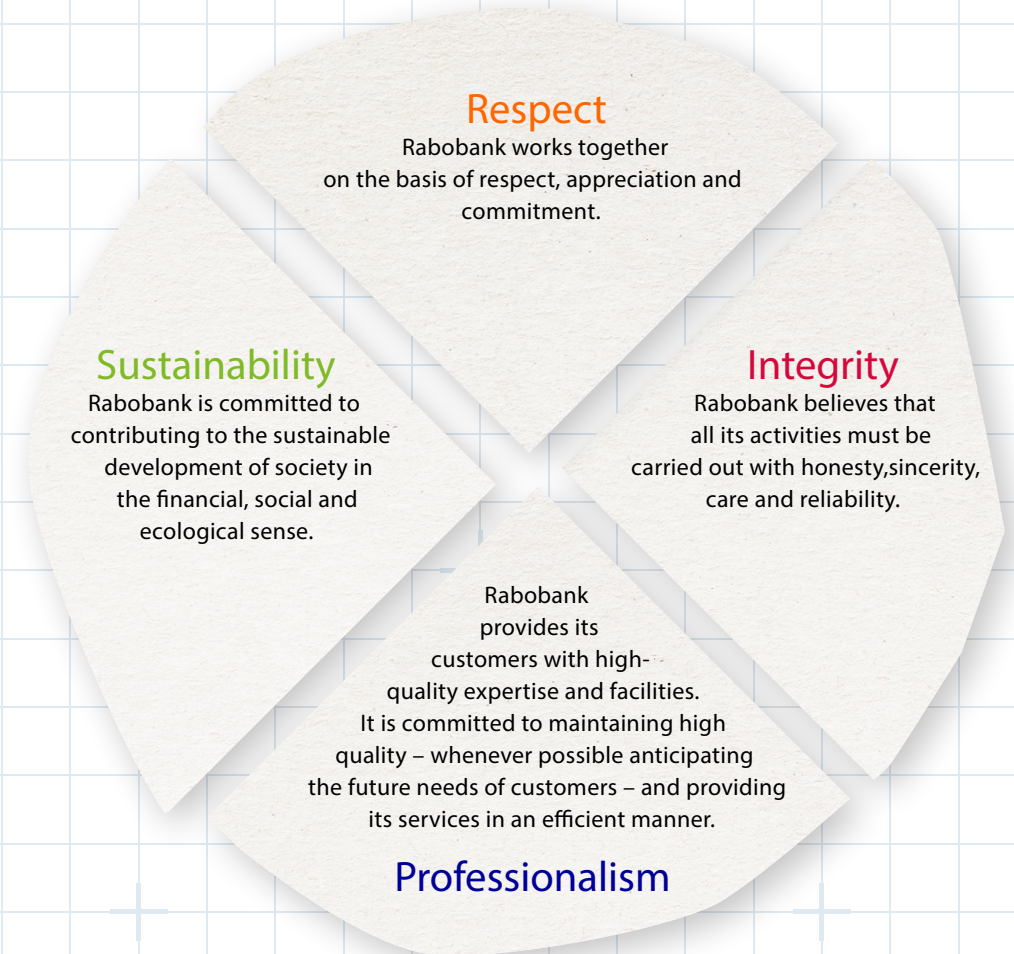 Respect
Rabobank works together
on the basis of respect, appreciation and
commitment.
Sustainability
Rabobank is committed to
contributing to the sustainable
development of society in
the financial, social and
ecological sense.
Integrity
Rabobank believes that
all its activities must be
carried out with honesty,sincerity,
care and reliability.
Rabobank
provides its
customers with high-
quality expertise and facilities.
It is committed to maintaining high
quality – whenever possible anticipating
the future needs of customers – and providing
its services in an efficient manner.
Professionalism